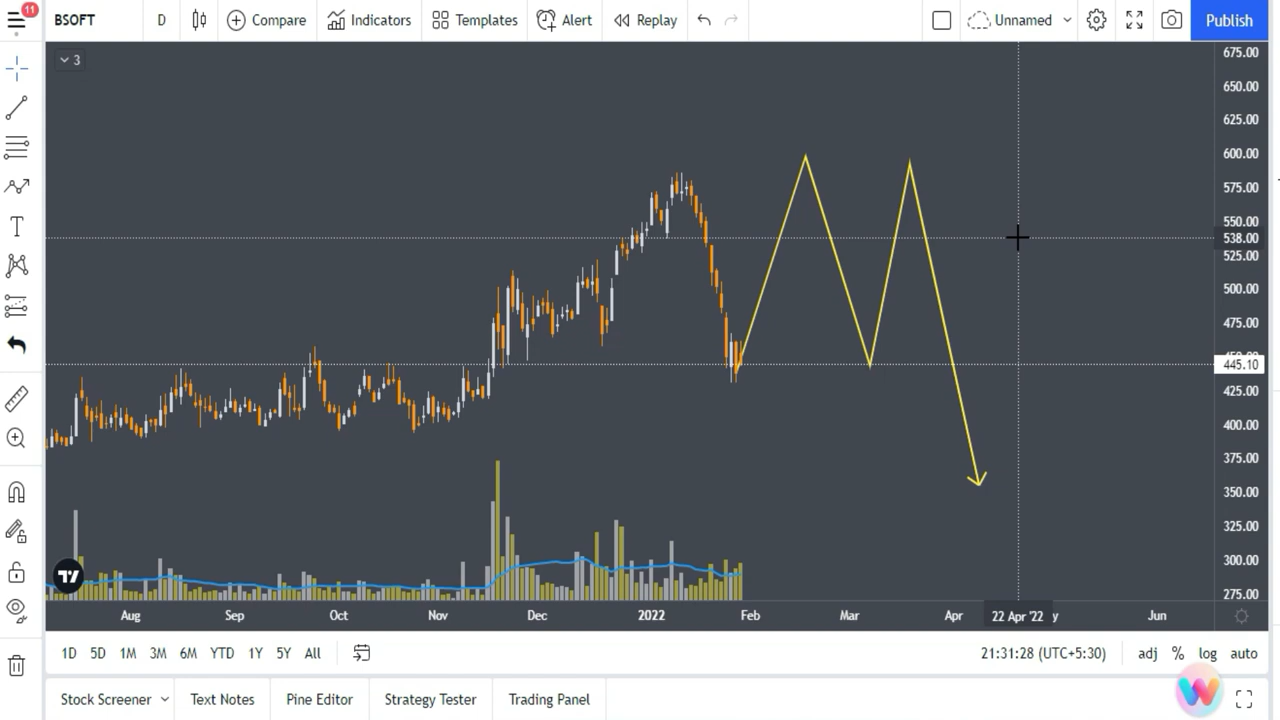 11
BSOFT
D
Compare
Indicators
Templates
Alert
Replay
Unnamed
Publish
3
675.00
650.00
625.00
600.00
575.00
550.00
538.00
525.00
500.00
475.00
445.10
425.00
400.00
375.00
350.00
325.00
300.00
275.00
Aug Sep Oct Nov Dec 2022 Feb Mar Apr 22 Apr '22 y Jun
1D 5D 1M 3M 6M YTD 1Y 5Y All
21:31:28 (UTC+5:30)
adj % log auto
Stock Screener
Text Notes
Pine Editor
Strategy Tester
Trading Panel